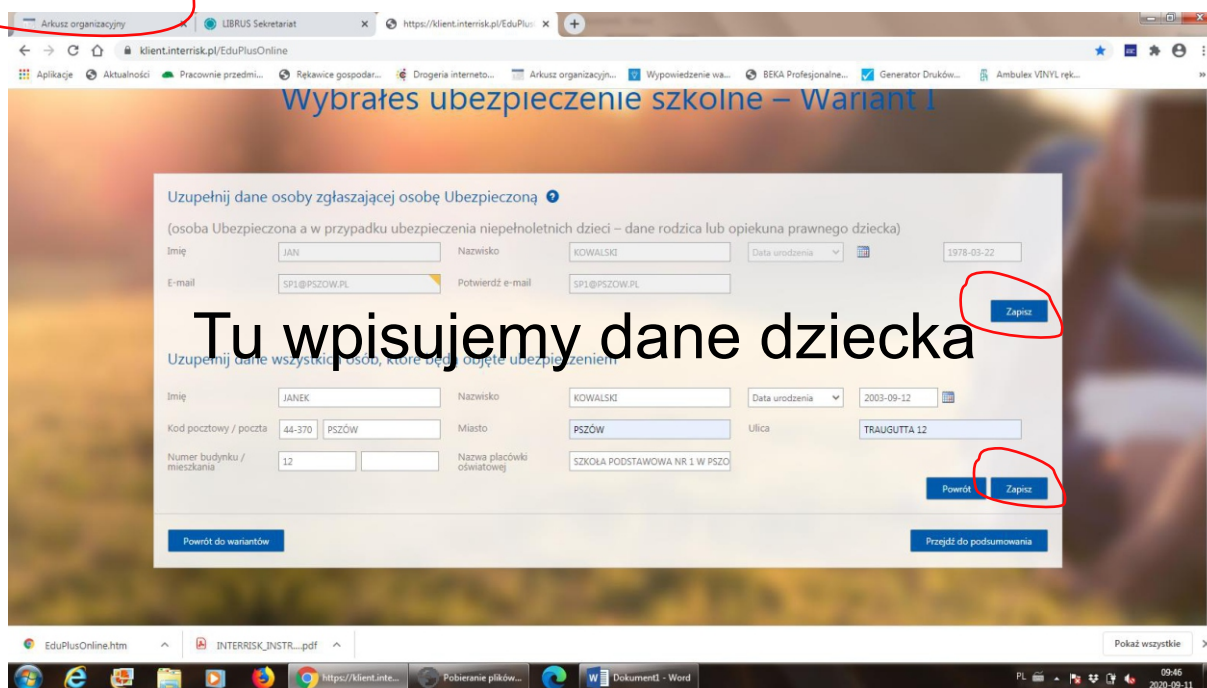 Arkusz organizacyjny
LIBRUS Sekretariat
https://klient.interrisk.pl/EduPlus
klient.interrisk.pl/EduPlusOnline
Aplikacje Aktualności Pracownie przedmi... Rękawice gospodar... Drogeria interneto... Arkusz organizacyjn... Wypowiedzenie wa... BEKA Profesjonalne... Generator Druków... Ambulex VINYL ręk... »
Wybrałeś ubezpieczenie szkolne – Wariant I
Uzupełnij dane osoby zgłaszającej osobę Ubezpieczoną ?
(osoba Ubezpieczona a w przypadku ubezpieczenia niepełnoletnich dzieci – dane rodzica lub opiekuna prawnego dziecka)
Imię JAN Nazwisko KOWALSKI Data urodzenia 1978-03-22
E-mail SP1@PSZOW.PL Potwierdź e-mail SP1@PSZOW.PL
Zapisz
Tu wpisujemy dane dziecka
Uzupełnij dane wszystkich osób, które będą objęte ubezpieczeniem
Imię JANEK Nazwisko KOWALSKI Data urodzenia 2003-09-12
Kod pocztowy / poczta 44-370 PSZÓW Miasto PSZÓW Ulica TRAUGUTTA 12
Numer budynku / mieszkania 12 Nazwa placówki oświatowej SZKOŁA PODSTAWOWA NR 1 W PSZO
Powrót Zapisz
Powrót do wariantów Przejdź do podsumowania
EduPlusOnline.htm INTERRISK_INSTR....pdf Pokaż wszystkie
https://klient.inte... Pobieranie plików... Dokument1 - Word PL 09:46
2020-09-11